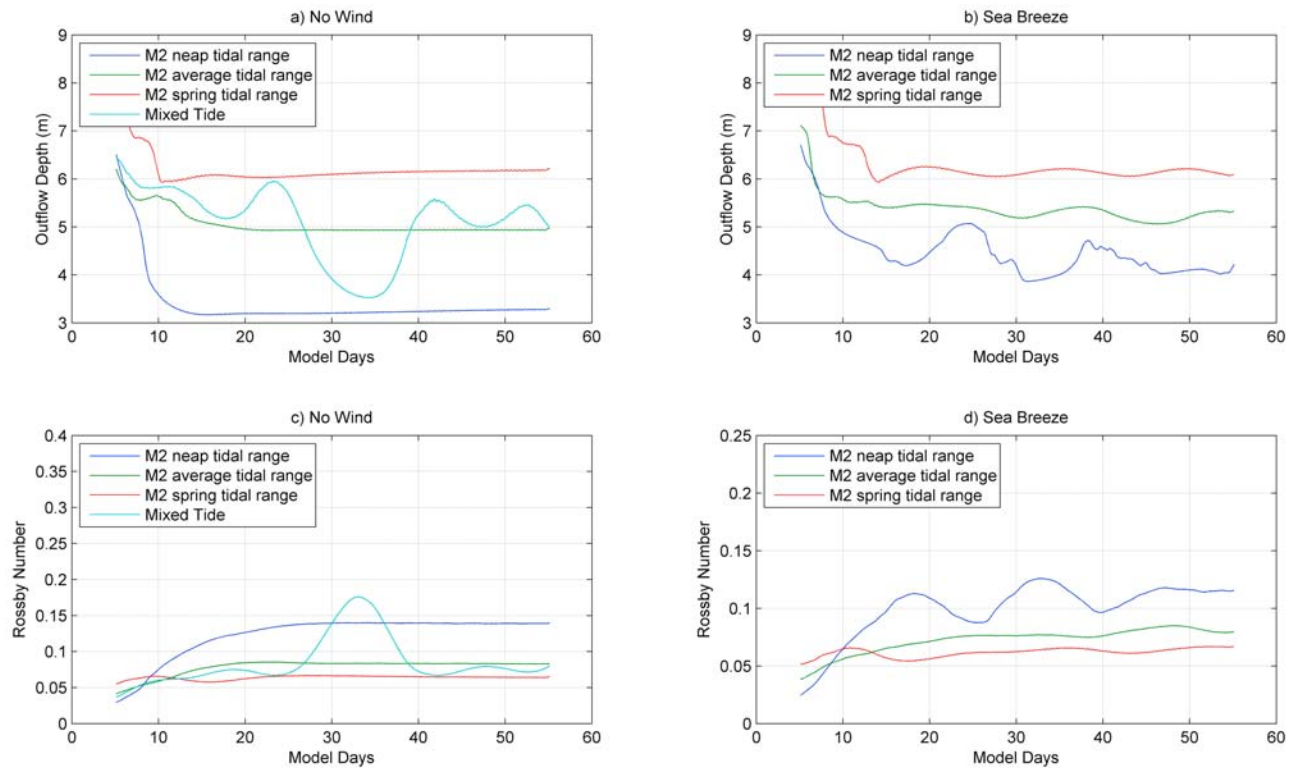 a) No Wind
9
8
7
6
5
4
3
Outflow Depth (m)
M2 neap tidal range
M2 average tidal range
M2 spring tidal range
Mixed Tide
0 10 20 30 40 50 60
Model Days
b) Sea Breeze
9
8
7
6
5
4
3
Outflow Depth (m)
M2 neap tidal range
M2 average tidal range
M2 spring tidal range
0 10 20 30 40 50 60
Model Days
c) No Wind
0.4
0.35
0.3
0.25
0.2
0.15
0.1
0.05
0
Rossby Number
M2 neap tidal range
M2 average tidal range
M2 spring tidal range
Mixed Tide
0 10 20 30 40 50 60
Model Days
d) Sea Breeze
0.25
0.2
0.15
0.1
0.05
0
Rossby Number
M2 neap tidal range
M2 average tidal range
M2 spring tidal range
0 10 20 30 40 50 60
Model Days